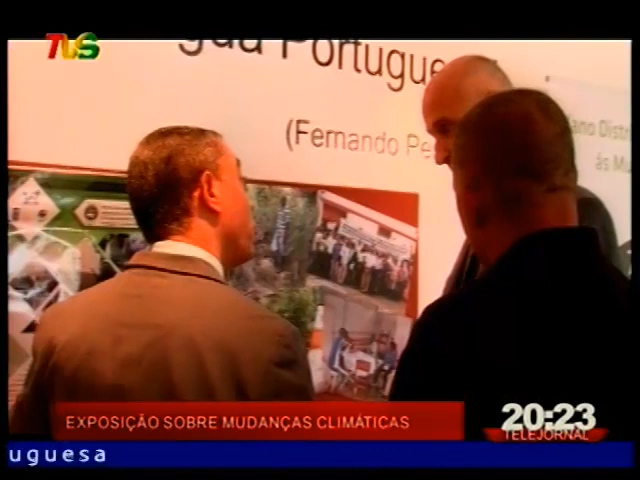 TVS
gua Portugue
(Fernando Pe
ano Distr
às Mu
EXPOSIÇÃO SOBRE MUDANÇAS CLIMÁTICAS
20:23
TELEJORNAL
uguesa